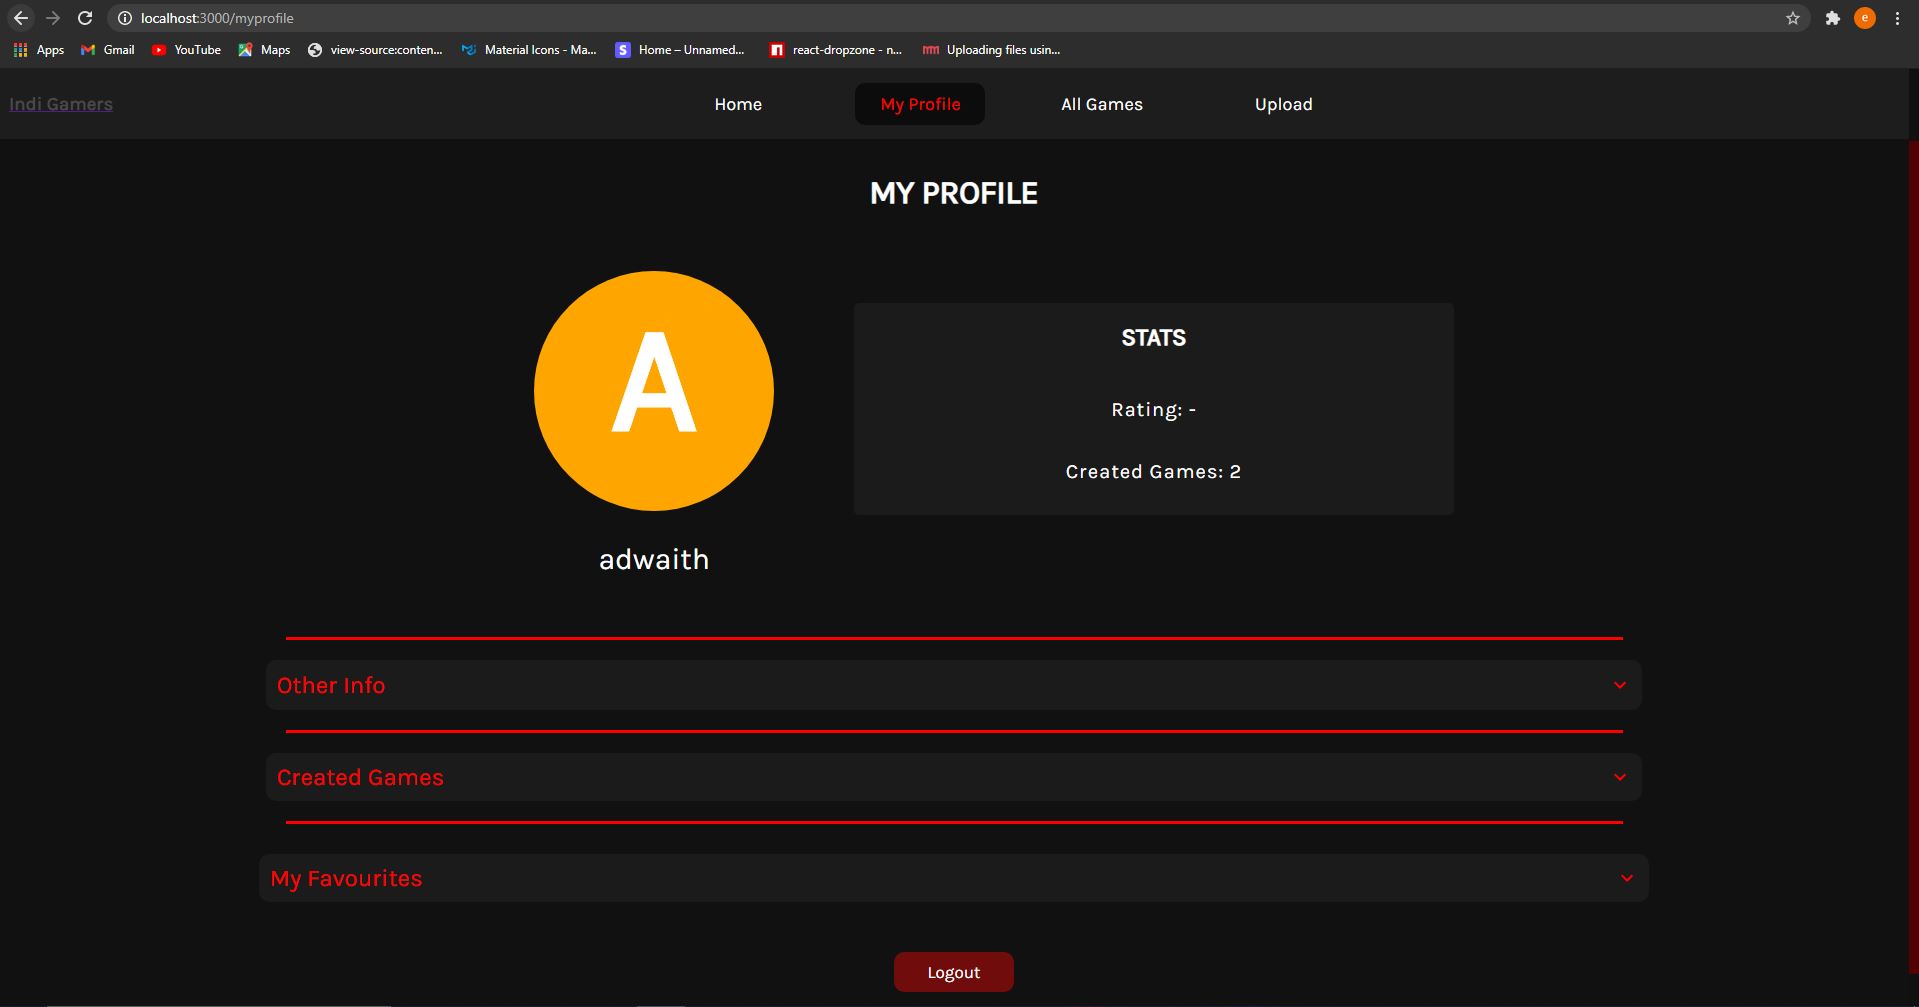 localhost:3000/myprofile
e
Apps Gmail YouTube Maps view-source:conten... Material Icons - Ma... S Home – Unnamed... react-dropzone - n... Uploading files usin...
Indi Gamers Home My Profile All Games Upload
MY PROFILE
A
STATS
Rating: -
Created Games: 2
adwaith
Other Info
Created Games
My Favourites
Logout